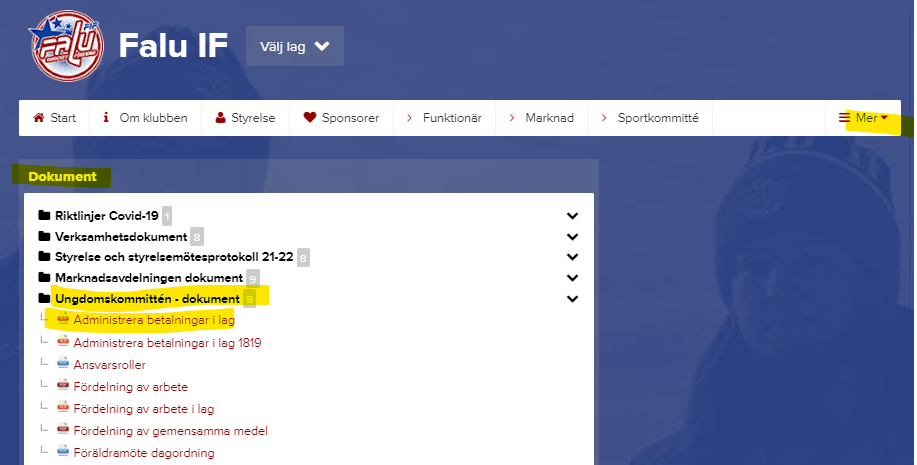 FIF
FALU
Falu IF
Välj lag
Start
Om klubben
Styrelse
Sponsorer
Funktionär
Marknad
Sportkommitté
Mer
Dokument
Riktlinjer Covid-19 1
Verksamhetsdokument 8
Styrelse och styrelsemötesprotokoll 21-22 8
Marknadsavdelningen dokument 9
Ungdomskommittén - dokument 8
Administrera betalningar i lag
Administrera betalningar i lag 1819
Ansvarsroller
Fördelning av arbete
Fördelning av arbete i lag
Fördelning av gemensamma medel
Föräldramöte dagordning